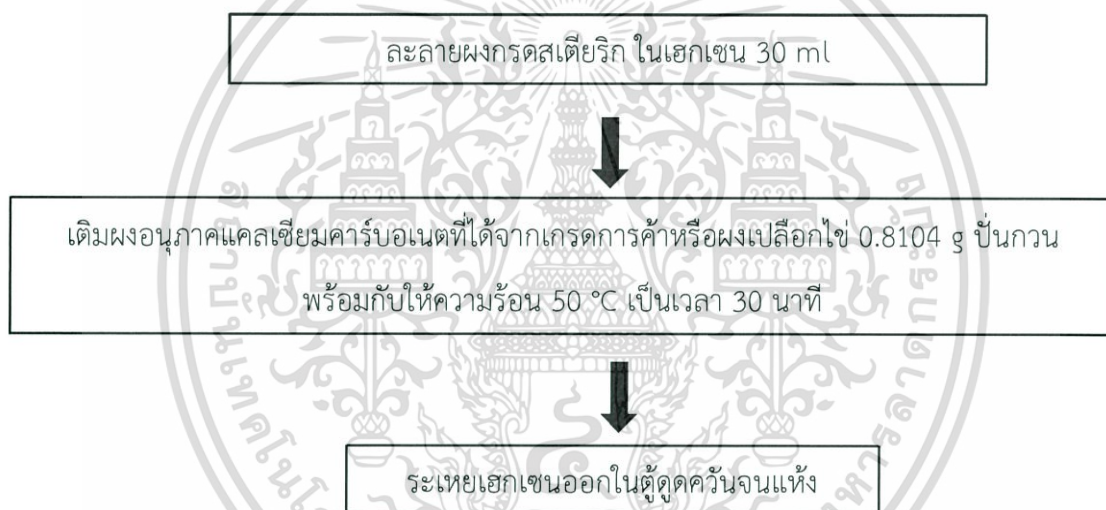 ละลายผงกรดสเตียริก ในเฮกเซน 30 ml
เติมผงอนุภาคแคลเซียมคาร์บอเนตที่ได้จากเกรดการค้าหรือผงเปลือกไข่ 0.8104 g ปั่นกวน
พร้อมกับให้ความร้อน 50 °C เป็นเวลา 30 นาที
ระเหยเฮกเซนออกในตู้ดูดควันจนแห้ง